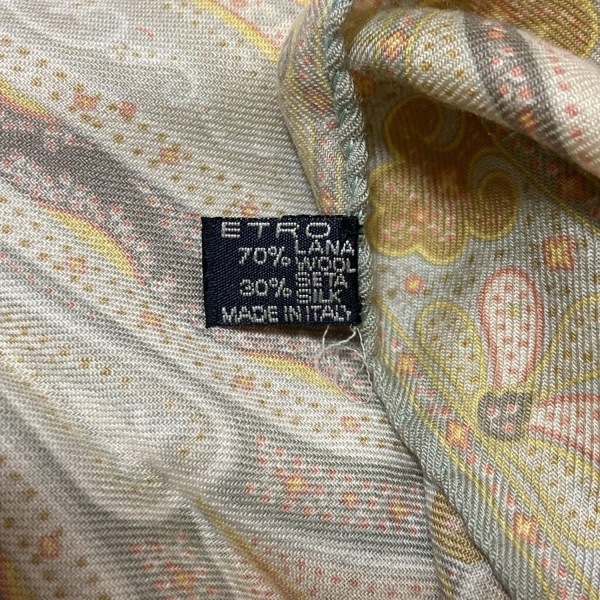 ETRO
70% LANA
WOOL
30% SETA
SILK
MADE IN ITALY